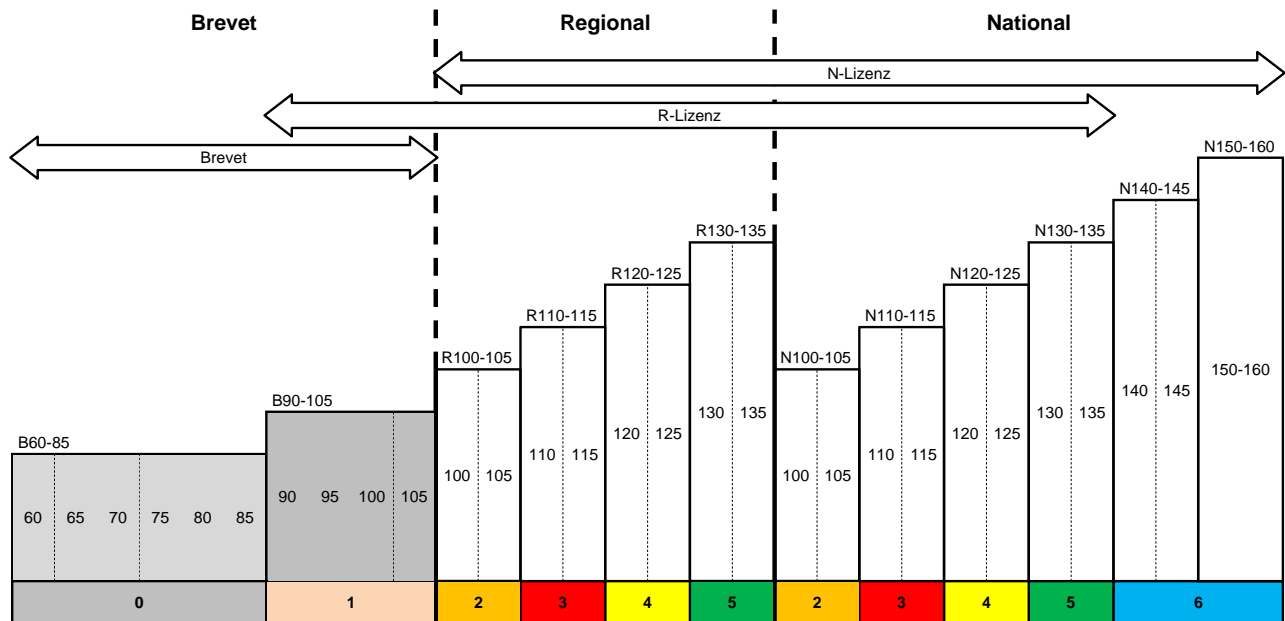 Brevet
Regional
National
N-Lizenz
R-Lizenz
Brevet
N150-160
N140-145
R130-135
N130-135
R120-125
N120-125
R110-115
N110-115
R100-105
N100-105
B90-105
B60-85
60 65 70 75 80 85
90 95 100 105
100 105
110 115
120 125
130 135
100 105
110 115
120 125
130 135
140 145
150-160
0 1 2 3 4 5 2 3 4 5 6